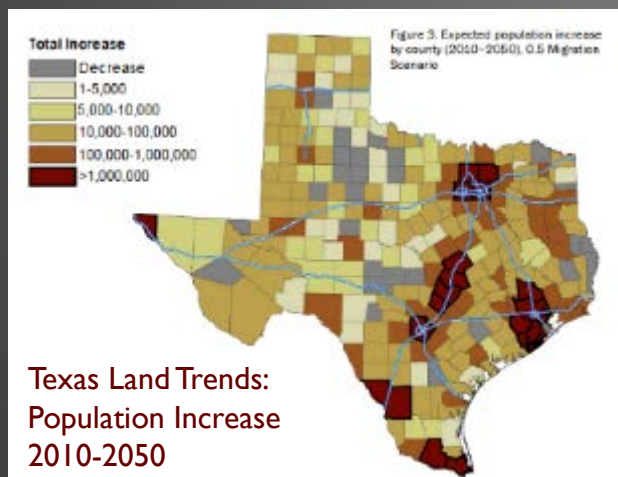 Total Increase
Decrease
1-5,000
5,000-10,000
10,000-100,000
100,000-1,000,000
>1,000,000
Figure 3. Expected population increase
by county (2010-2050), 0.5 Migration
Scenario
Texas Land Trends:
Population Increase
2010-2050